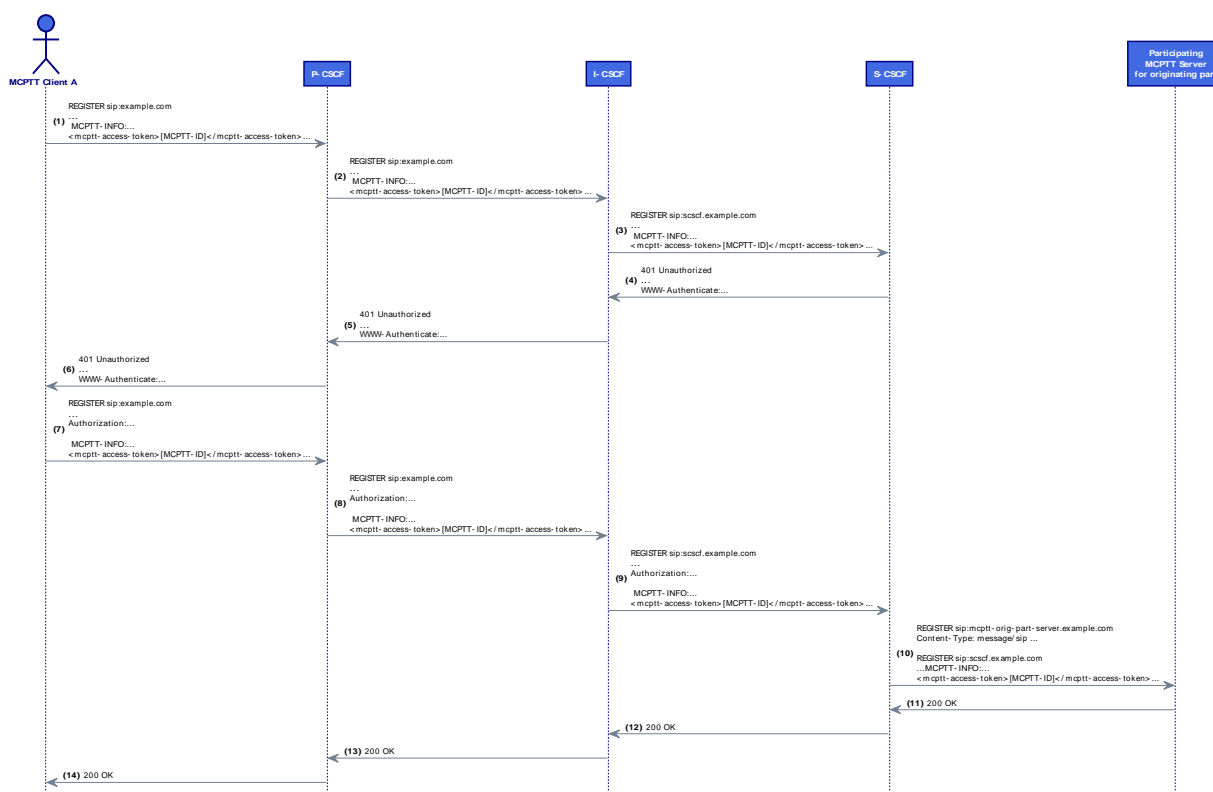 MCPTT Client A
P- CSCF
I- CSCF
S- CSCF
Participating
MCPTT Server
for originating par
REGISTER sip:example.com
...
(1)
MCPTT- INFO:...
< mcptt- access- token> [MCPTT- ID]< / mcptt- access- token> ...
REGISTER sip:example.com
...
(2)
MCPTT- INFO:...
< mcptt- access- token> [MCPTT- ID]< / mcptt- access- token> ...
REGISTER sip:scscf.example.com
...
(3)
MCPTT- INFO:...
< mcptt- access- token> [MCPTT- ID]< / mcptt- access- token> ...
401 Unauthorized
(4) ...
WWW- Authenticate:...
401 Unauthorized
(5) ...
WWW- Authenticate:...
401 Unauthorized
(6) ...
WWW- Authenticate:...
REGISTER sip:example.com
...
Authorization:...
(7)
MCPTT- INFO:...
< mcptt- access- token> [MCPTT- ID]< / mcptt- access- token> ...
REGISTER sip:example.com
...
Authorization:...
(8)
MCPTT- INFO:...
< mcptt- access- token> [MCPTT- ID]< / mcptt- access- token> ...
REGISTER sip:scscf.example.com
...
Authorization:...
(9)
MCPTT- INFO:...
< mcptt- access- token> [MCPTT- ID]< / mcptt- access- token> ...
REGISTER sip:mcptt- orig- part- server.example.com
Content- Type: message/ sip ...
(10)
REGISTER sip:scscf.example.com
...MCPTT- INFO:...
< mcptt- access- token> [MCPTT- ID]< / mcptt- access- token> ...
(11) 200 OK
(12) 200 OK
(13) 200 OK
(14) 200 OK